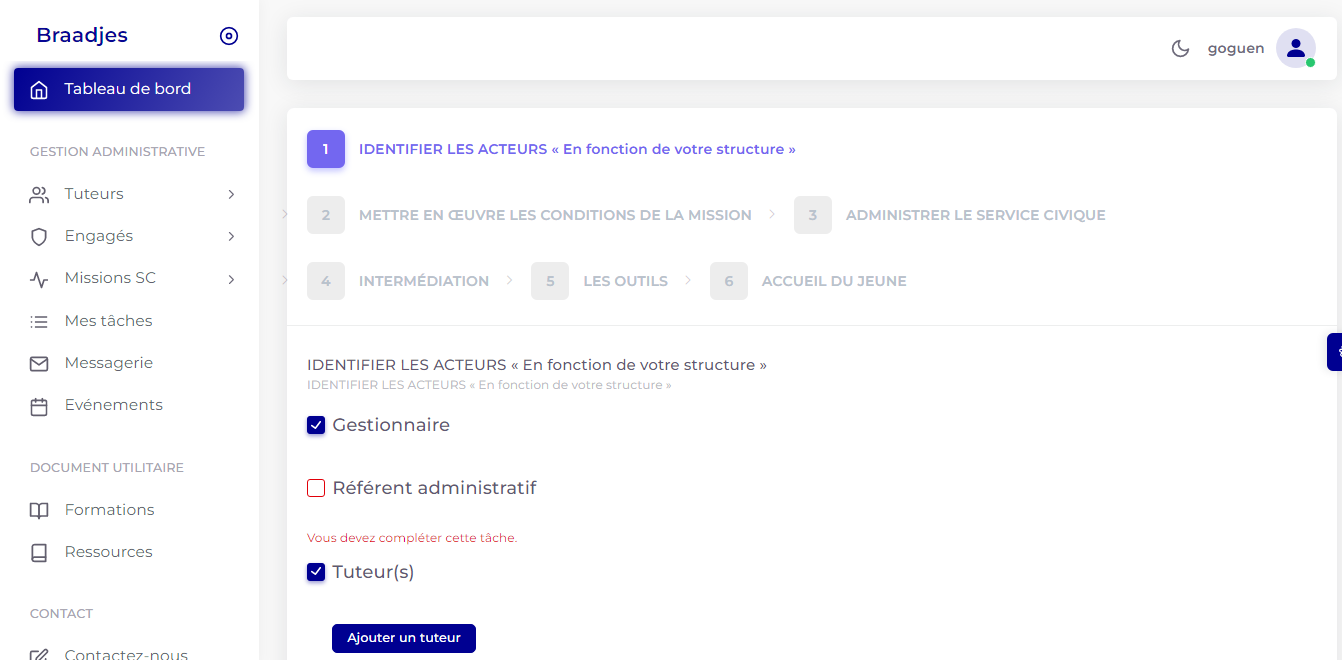 Braadjes
Tableau de bord
GESTION ADMINISTRATIVE
Tuteurs
Engagés
Missions SC
Mes tâches
Messagerie
Evénements
DOCUMENT UTILITAIRE
Formations
Ressources
CONTACT
Contactez-nous
goguen
1 IDENTIFIER LES ACTEURS « En fonction de votre structure »
2 METTRE EN ŒUVRE LES CONDITIONS DE LA MISSION 3 ADMINISTRER LE SERVICE CIVIQUE
4 INTERMÉDIATION 5 LES OUTILS 6 ACCUEIL DU JEUNE
IDENTIFIER LES ACTEURS « En fonction de votre structure »
IDENTIFIER LES ACTEURS « En fonction de votre structure »
Gestionnaire
Référent administratif
Vous devez compléter cette tâche.
Tuteur(s)
Ajouter un tuteur